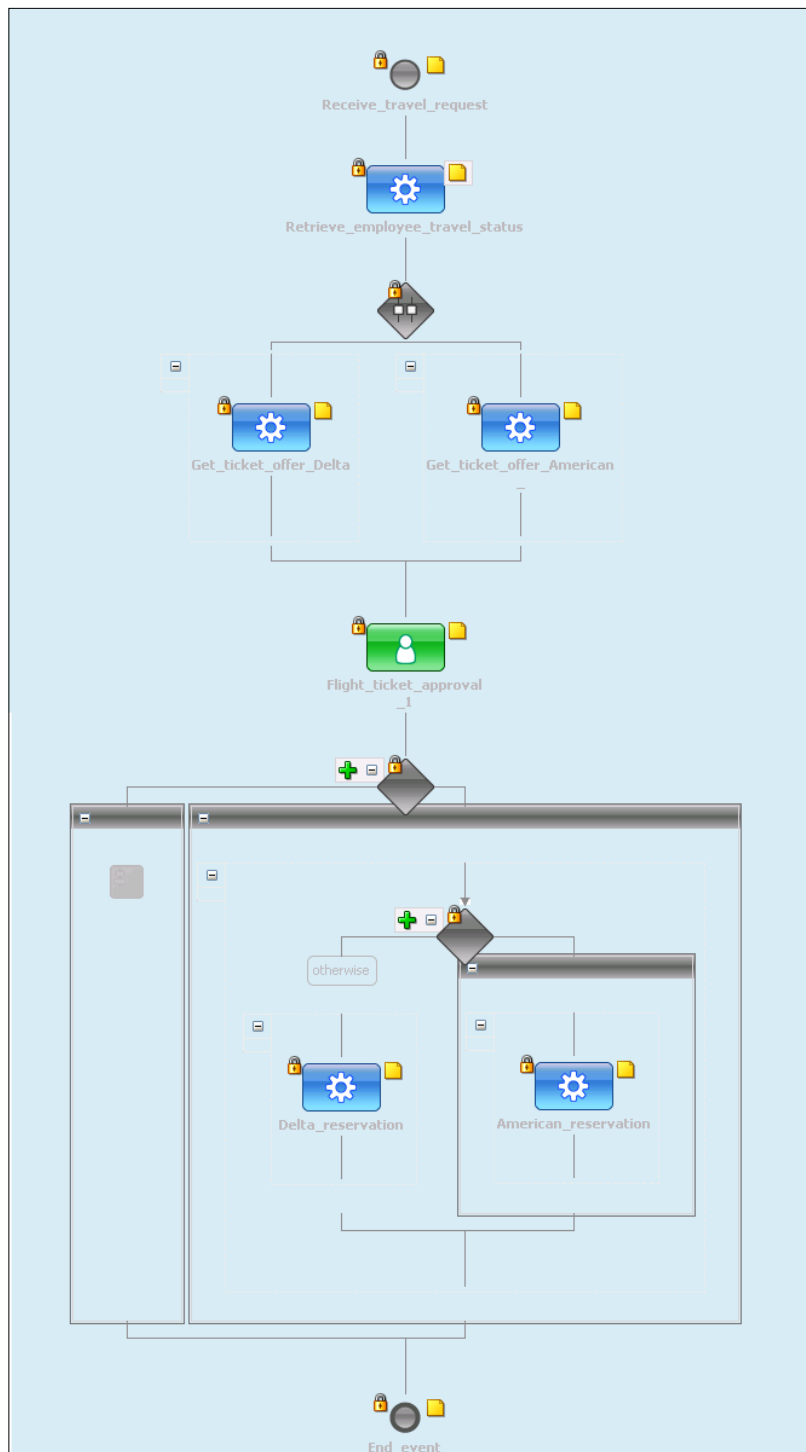 Receive_travel_request
Retrieve_employee_travel_status
Get_ticket_offer_Delta
Get_ticket_offer_American
_
Flight_ticket_approval
_1
otherwise
Delta_reservation
American_reservation
End_event